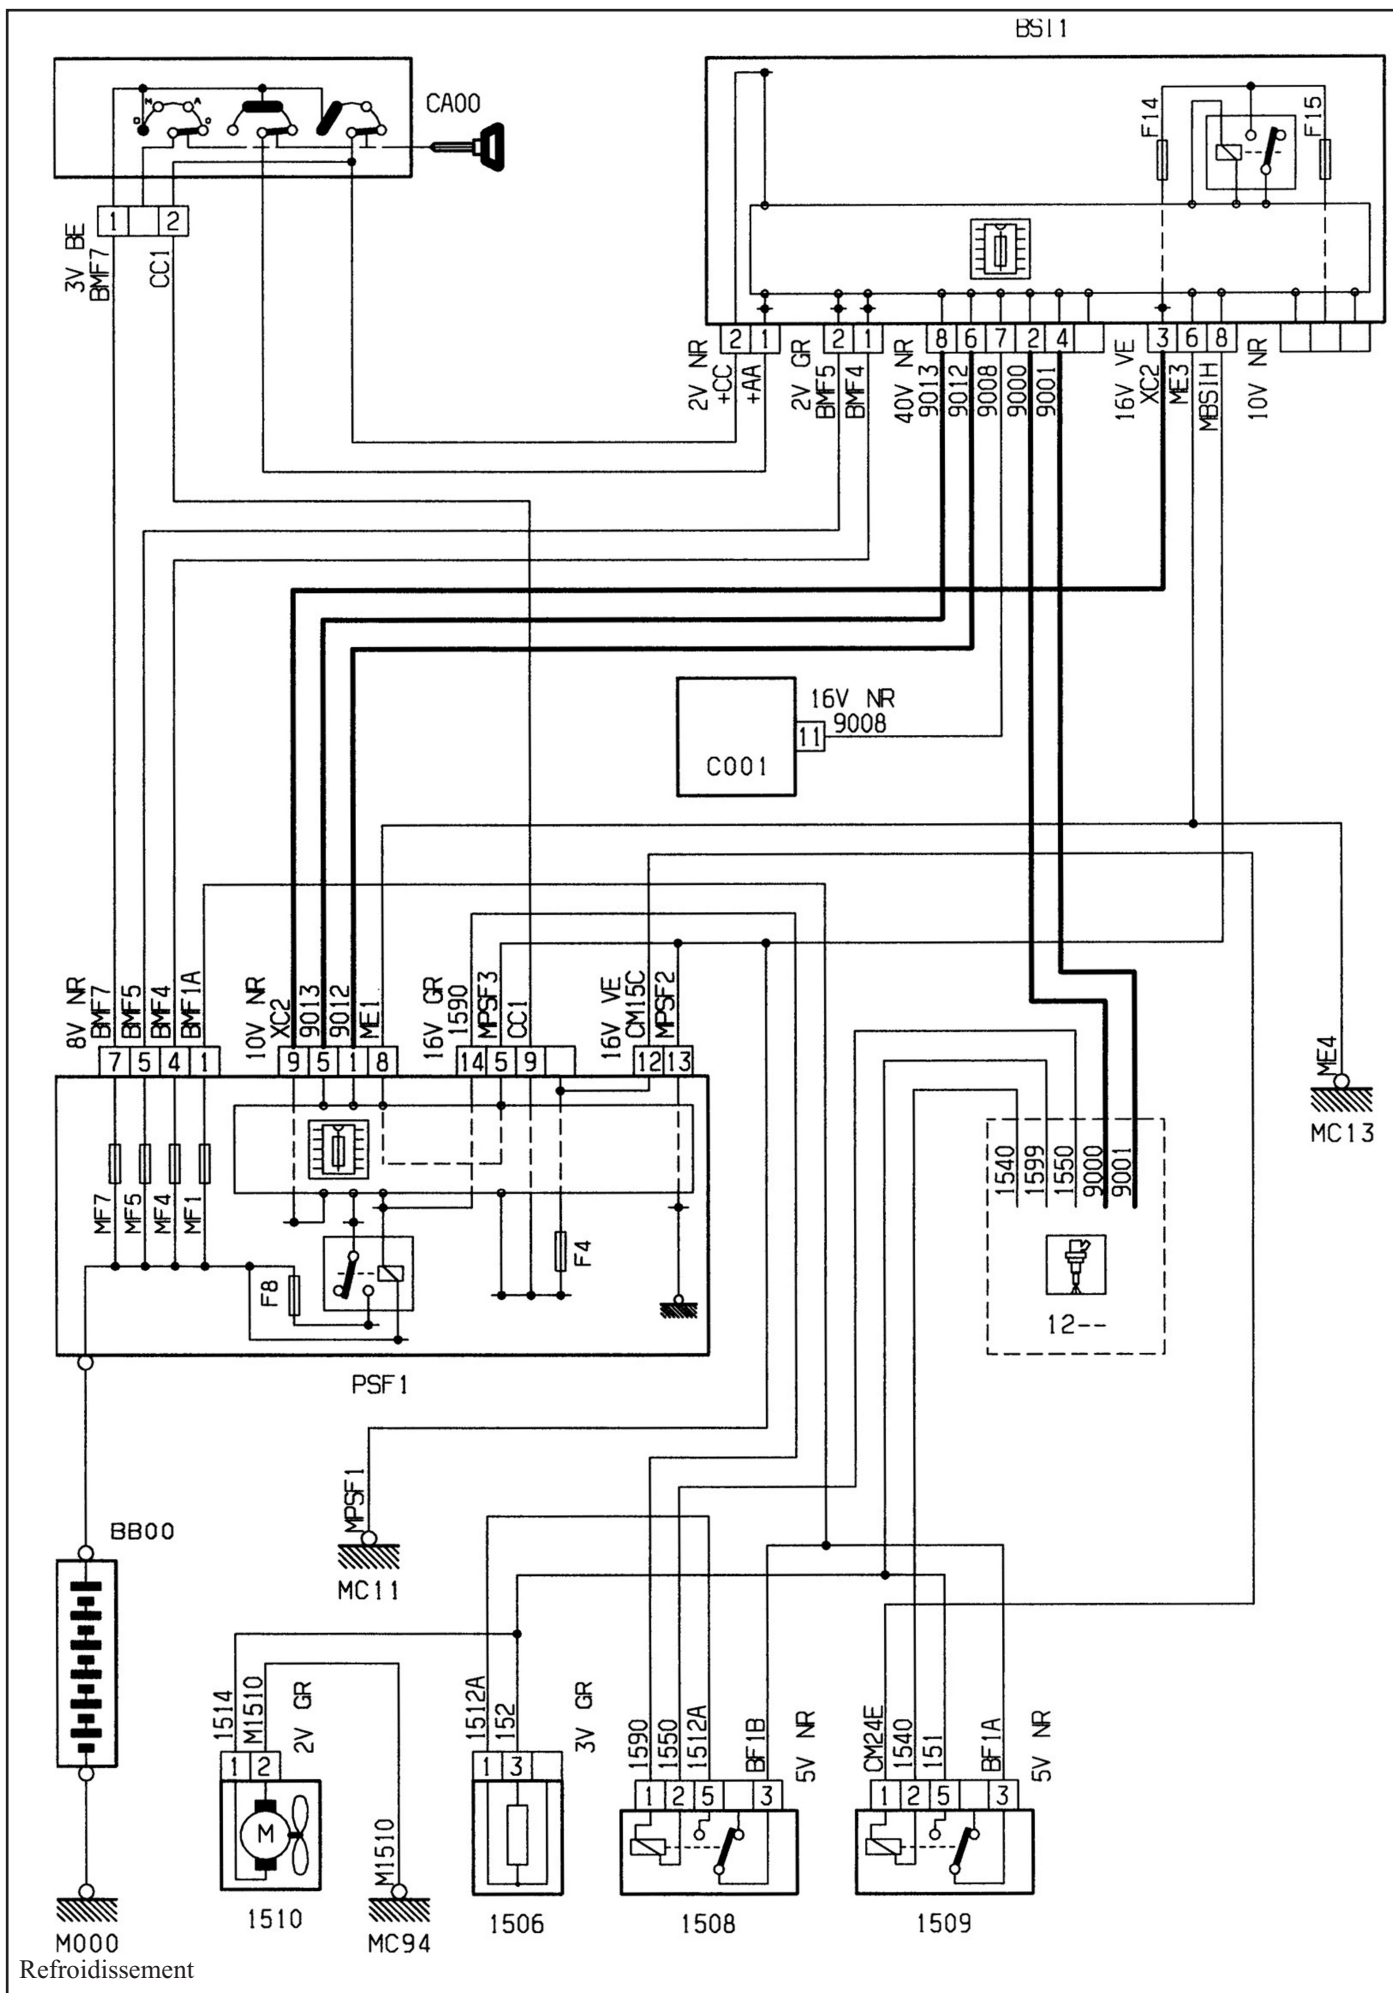 BSI1
CA00
M A
D D
F14
F15
1 2
3V BE
BMF7
CC1
2 1
2 1
8 6 7 2 4
3 6 8
2V NR
+CC
+AA
2V GR
BMF5
BMF4
40V NR
9013
9012
9008
9000
9001
16V VE
XC2
ME3
MBSIH
10V NR
16V NR
9008
11
C001
8V NR
BMF7
BMF5
BMF4
BMF1A
10V NR
XC2
9013
9012
ME1
16V GR
1590
MPSF3
CC1
16V VE
CM15C
MPSF2
7 5 4 1
9 5 1 8
14 5 9
12 13
ME4
MC13
MF7
MF5
MF4
MF1
F8
F4
PSF1
1540
1599
1550
9000
9001
12--
BB00
MPSF1
MC11
1514
M1510
2V GR
1 2
M
1510
M1510
MC94
1512A
152
3V GR
1 3
1506
1590
1550
1512A
BF1B
5V NR
1 2 5 3
1508
CM24E
1540
151
BF1A
5V NR
1 2 5 3
1509
M000
Refroidissement